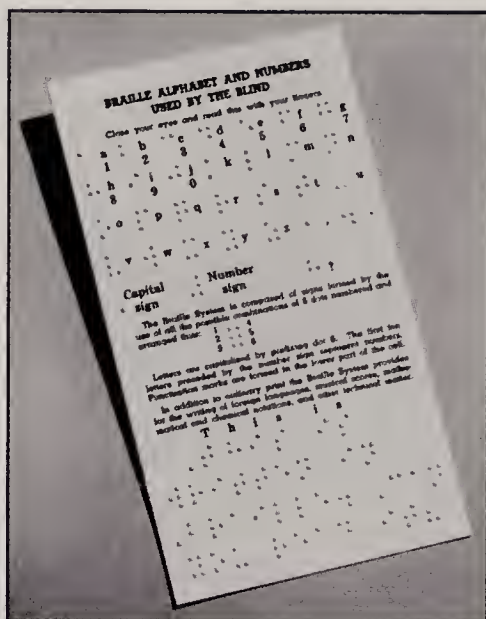 BRAILLE ALPHABET AND NUMBERS
USED BY THE BLIND
Close your eyes and read this with your fingers
a b c d e f g
1 2 3 4 5 6 7
h i j k l m n
8 9 0
o p q r s t u
v w x y z , .
Capital Number ?
sign sign
The Braille System is composed of signs formed by the
use of all the possible combinations of 6 dots numbered and
arranged thus:
1 4
2 5
3 6
Letters are capitalized by prefixing dot 6. The first ten
letters preceded by the number sign represent numbers.
Punctuation marks are formed in the lower part of the cell.
In addition to ordinary print the Braille System provides
for the writing of foreign languages, musical scores, mathe-
matical and chemical notations, and other technical matter.
T h i s i s